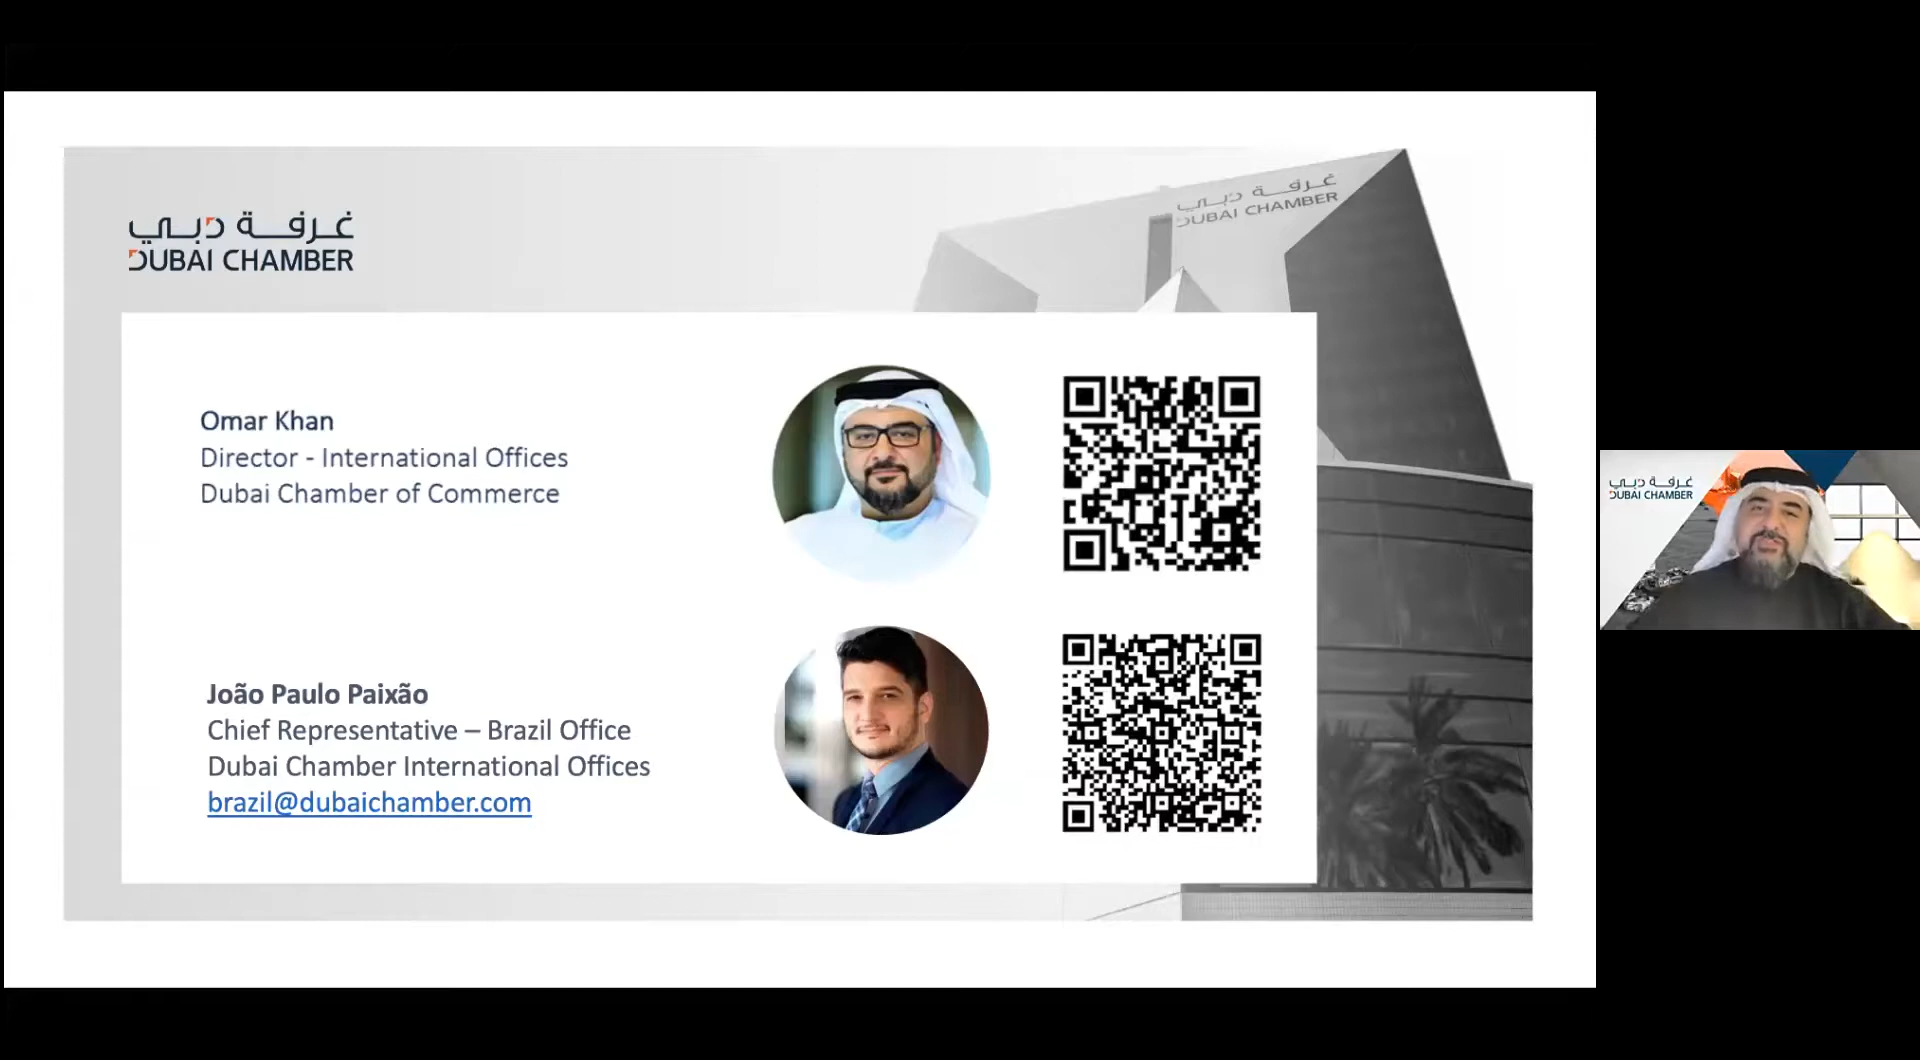 غرفة دبي
DUBAI CHAMBER
غرفة دبي
DUBAI CHAMBER
Omar Khan
Director - International Offices
Dubai Chamber of Commerce
João Paulo Paixão
Chief Representative – Brazil Office
Dubai Chamber International Offices
brazil@dubaichamber.com
غرفة دبي
DUBAI CHAMBER